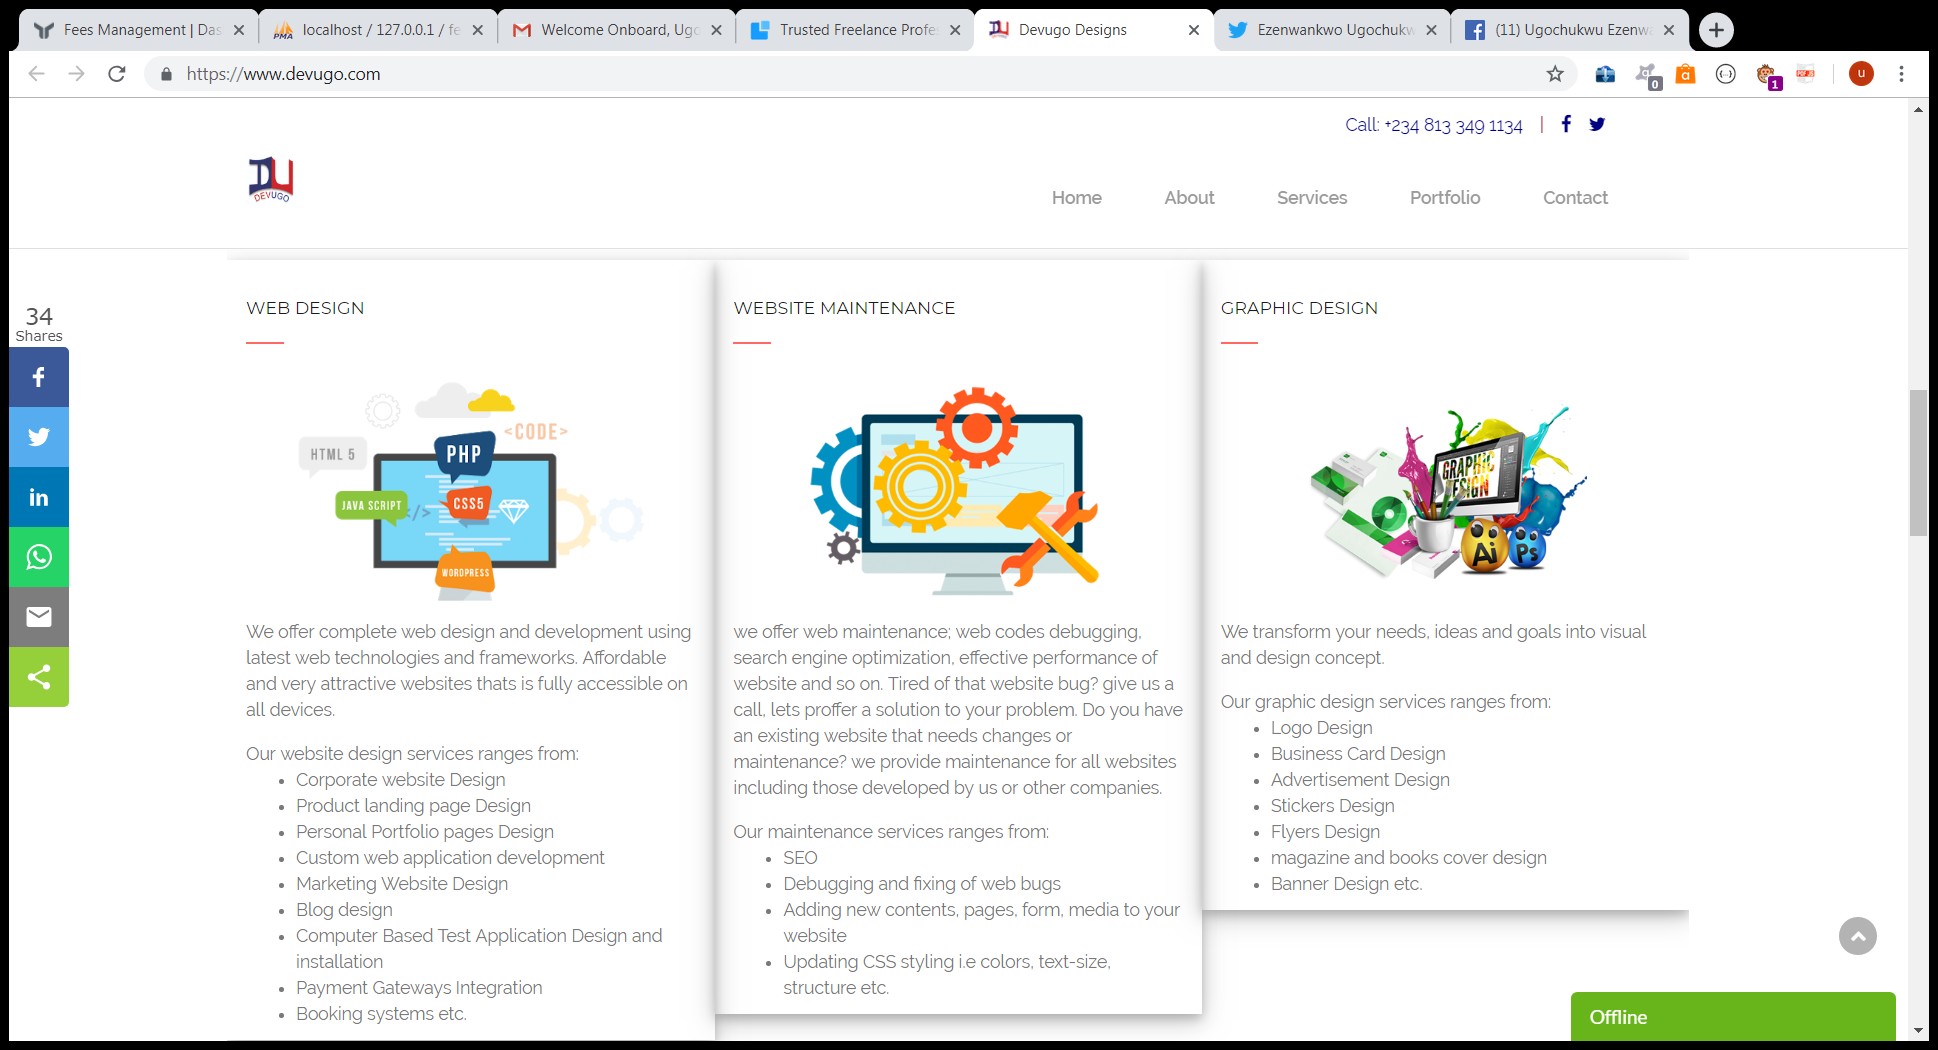 Fees Management | Das
localhost / 127.0.0.1 / fe
Welcome Onboard, Ugo
Trusted Freelance Profes
Devugo Designs
Ezenwankwo Ugochukw
(11) Ugochukwu Ezenwa
https://www.devugo.com
0
a
1
u
Call: +234 813 349 1134 |
DU
DEVUGO
Home
About
Services
Portfolio
Contact
34
Shares
WEB DESIGN
<CODE>
HTML 5
PHP
JAVA SCRIPT
</>
CSS5
WORDPRESS
We offer complete web design and development using
latest web technologies and frameworks. Affordable
and very attractive websites thats is fully accessible on
all devices.
Our website design services ranges from:
• Corporate website Design
• Product landing page Design
• Personal Portfolio pages Design
• Custom web application development
• Marketing Website Design
• Blog design
• Computer Based Test Application Design and
installation
• Payment Gateways Integration
• Booking systems etc.
WEBSITE MAINTENANCE
we offer web maintenance; web codes debugging,
search engine optimization, effective performance of
website and so on. Tired of that website bug? give us a
call, lets proffer a solution to your problem. Do you have
an existing website that needs changes or
maintenance? we provide maintenance for all websites
including those developed by us or other companies.
Our maintenance services ranges from:
• SEO
• Debugging and fixing of web bugs
• Adding new contents, pages, form, media to your
website
• Updating CSS styling i.e colors, text-size,
structure etc.
GRAPHIC DESIGN
GRAPHIC
DESIGN
Ai
Ps
We transform your needs, ideas and goals into visual
and design concept.
Our graphic design services ranges from:
• Logo Design
• Business Card Design
• Advertisement Design
• Stickers Design
• Flyers Design
• magazine and books cover design
• Banner Design etc.
Offline